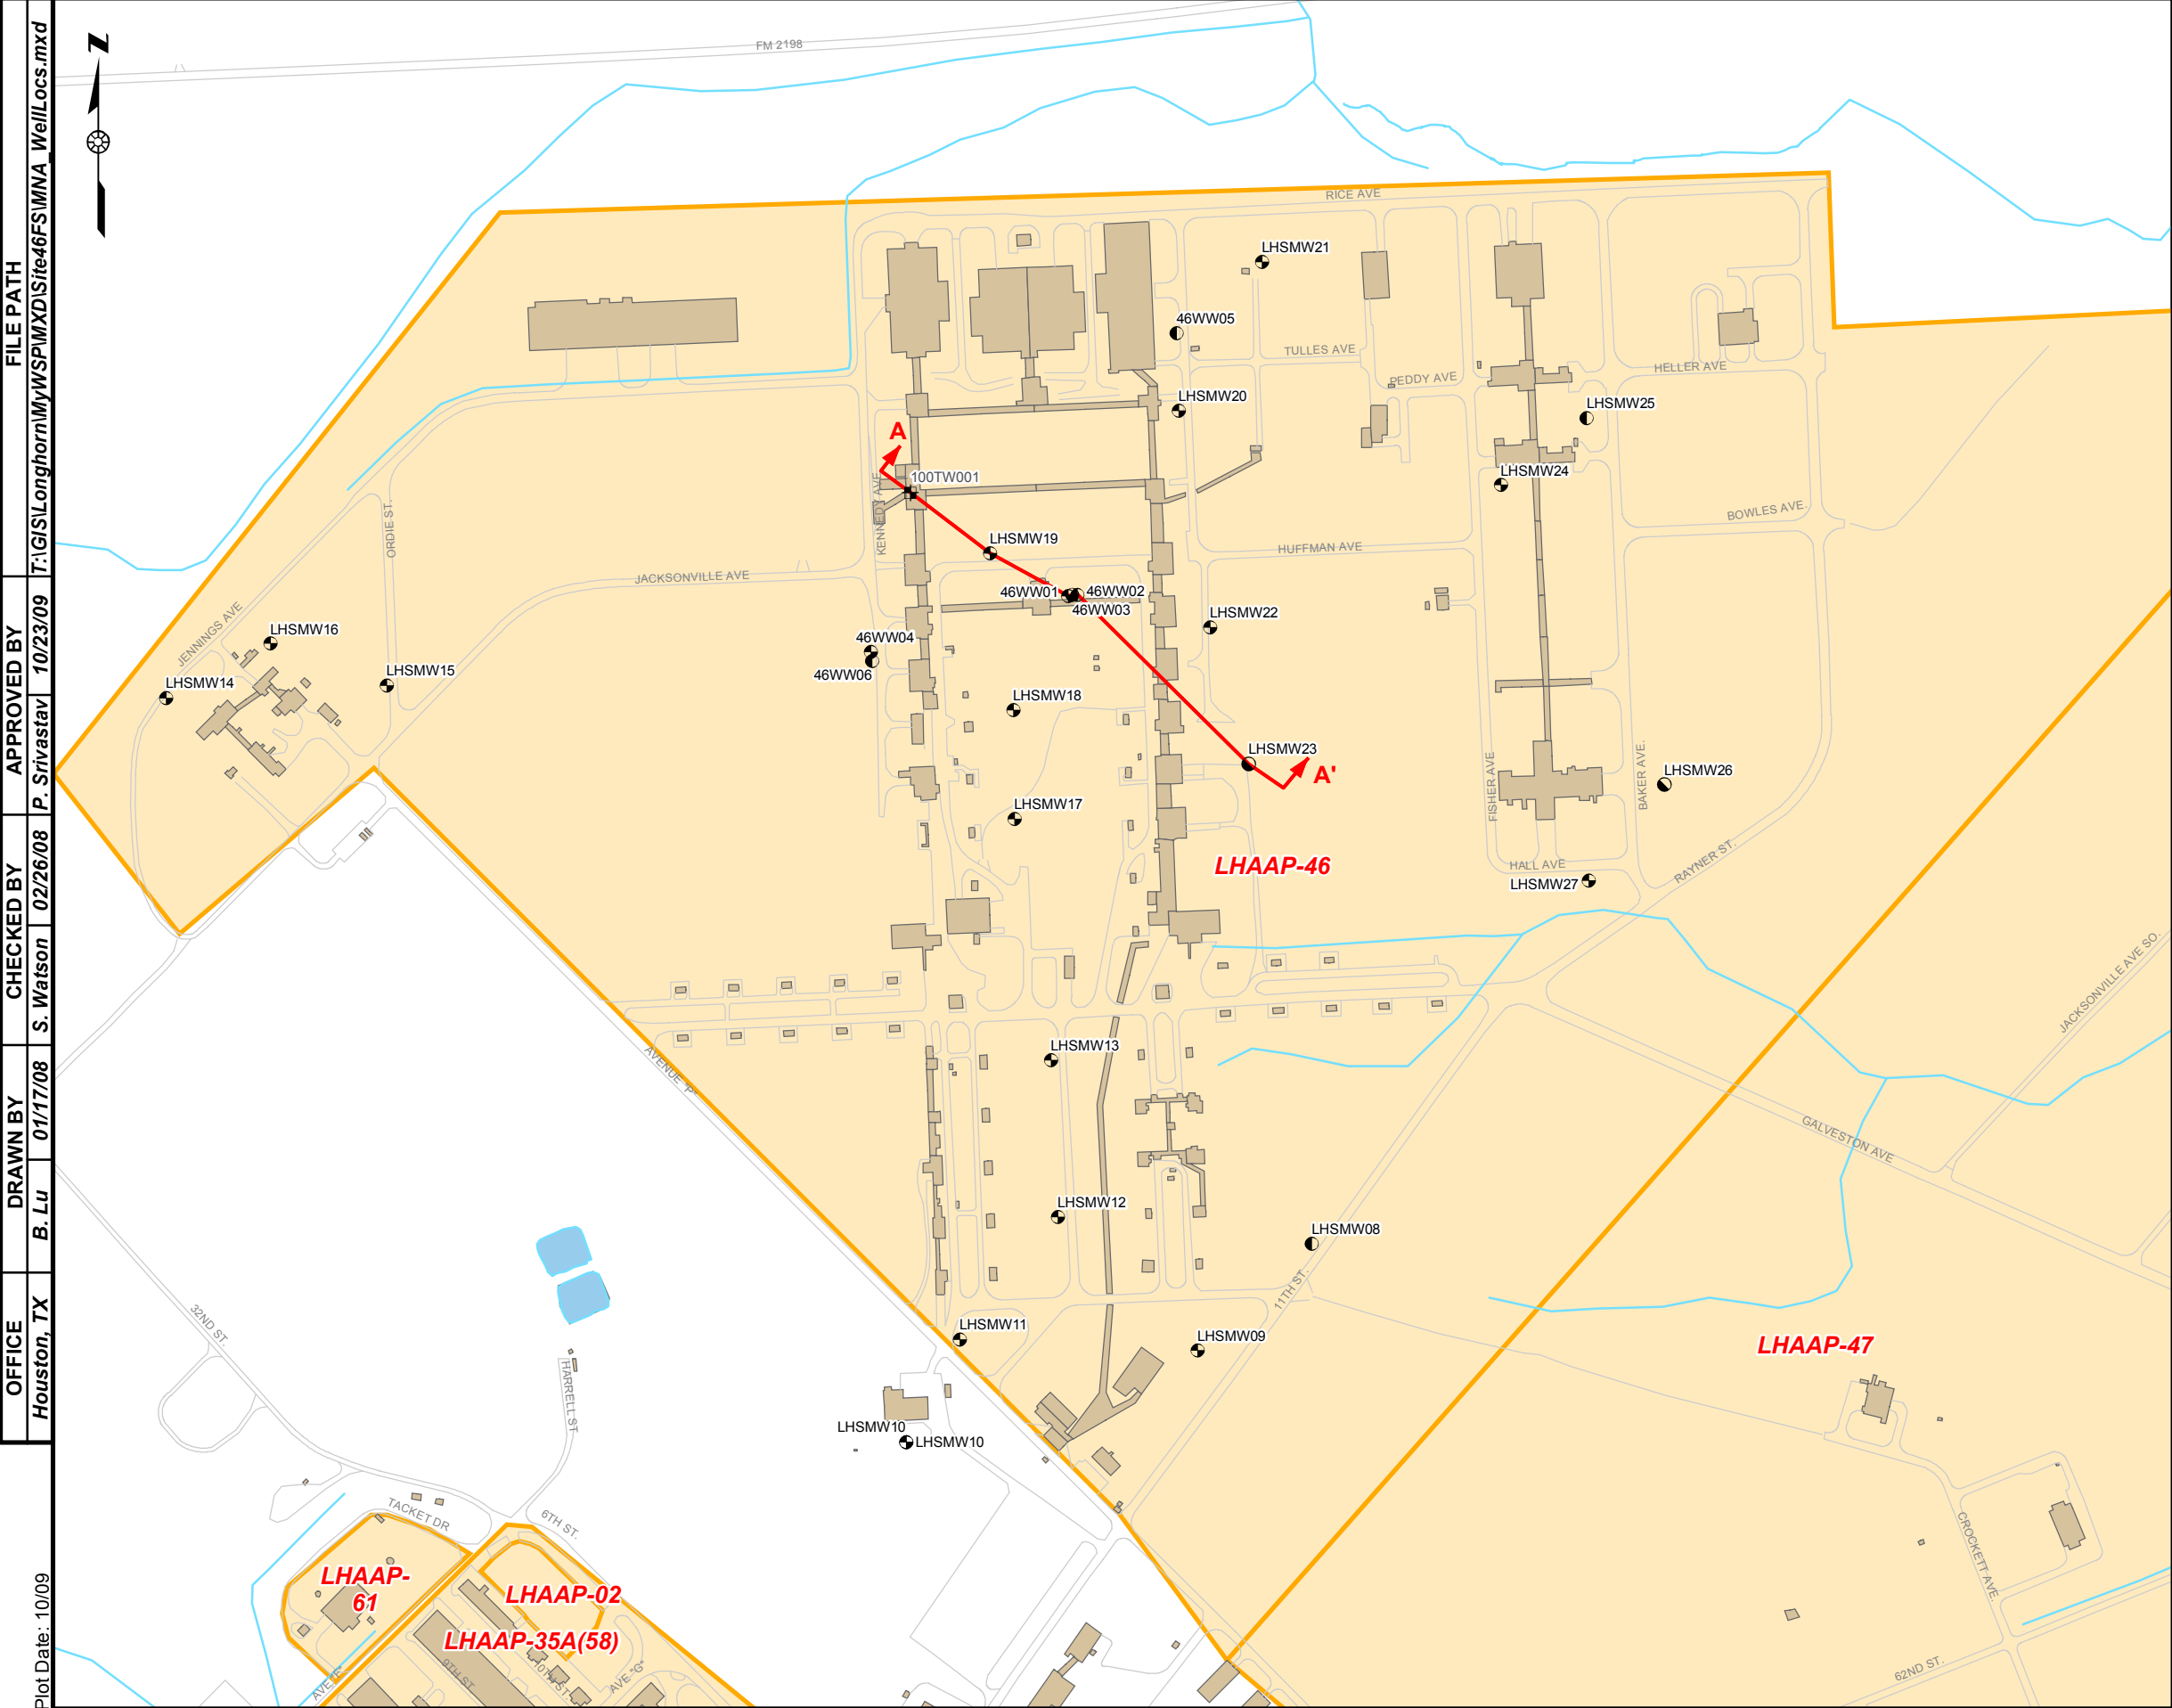 FILE PATH
T:\GIS\Longhorn\MyWSP\MXD\Site46FS\MNA_WellLocs.mxd
APPROVED BY
P. Srivastav 10/23/09
CHECKED BY
S. Watson 02/26/08
DRAWN BY
B. Lu 01/17/08
OFFICE
Houston, TX
Plot Date: 10/09
N
FM 2198
RICE AVE
LHSMW21
46WW05
TULLES AVE
PEDDY AVE
HELLER AVE
LHSMW20
LHSMW25
A
100TW001
LHSMW24
KENNEDY AVE
ORDIE ST.
BOWLES AVE.
LHSMW19
HUFFMAN AVE
JACKSONVILLE AVE
46WW01
46WW02
46WW03
LHSMW22
JENNINGS AVE
LHSMW16
46WW04
46WW06
LHSMW15
LHSMW14
LHSMW18
LHSMW23
A'
LHSMW26
FISHER AVE
BAKER AVE.
LHSMW17
LHAAP-46
HALL AVE
RAYNER ST.
LHSMW27
JACKSONVILLE AVE SO.
AVENUE "P"
LHSMW13
GALVESTON AVE
LHSMW12
LHSMW08
11TH ST.
LHSMW11
LHSMW09
LHAAP-47
32ND ST.
HARRELL ST
LHSMW10
LHSMW10
TACKET DR
6TH ST.
CROCKETT AVE.
LHAAP-
61
LHAAP-02
LHAAP-35A(58)
9TH ST
10TH ST.
AVE "G"
62ND ST.